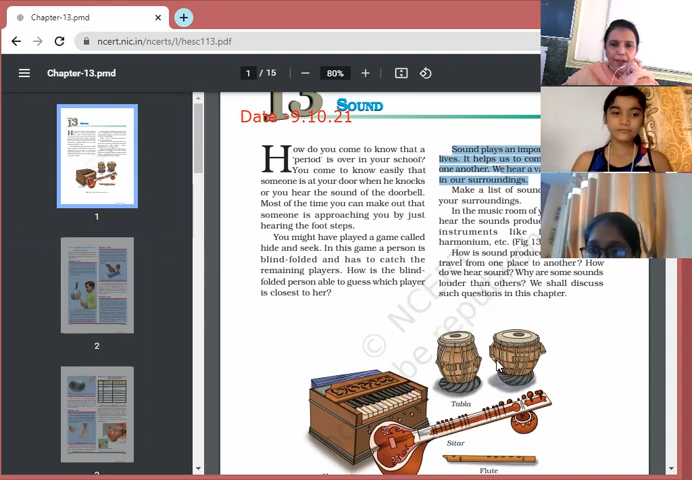 Chapter-13.pmd
ncert.nic.in/ncerts/l/hesc113.pdf
Chapter-13.pmd
1 / 15
80%
13 SOUND
Date -9.10.21
How do you come to know that a
'period' is over in your school?
You come to know easily that
someone is at your door when he knocks
or you hear the sound of the doorbell.
Most of the time you can make out that
someone is approaching you by just
hearing the foot steps.
You might have played a game called
hide and seek. In this game a person is
blind-folded and has to catch the
remaining players. How is the blind-
folded person able to guess which player
is closest to her?
Sound plays an
lives. It helps us to
one another. We hear a
in our surroundings.
Make a list of
your surroundings.
In the music room of
hear the sounds
instruments like
harmonium, etc. (Fig
How is sound
travel from one place to another? How
do we hear sound? Why are some sounds
louder than others? We shall discuss
such questions in this chapter.
© NCE
be repu
Tabla
Sitar
Flute
1
2